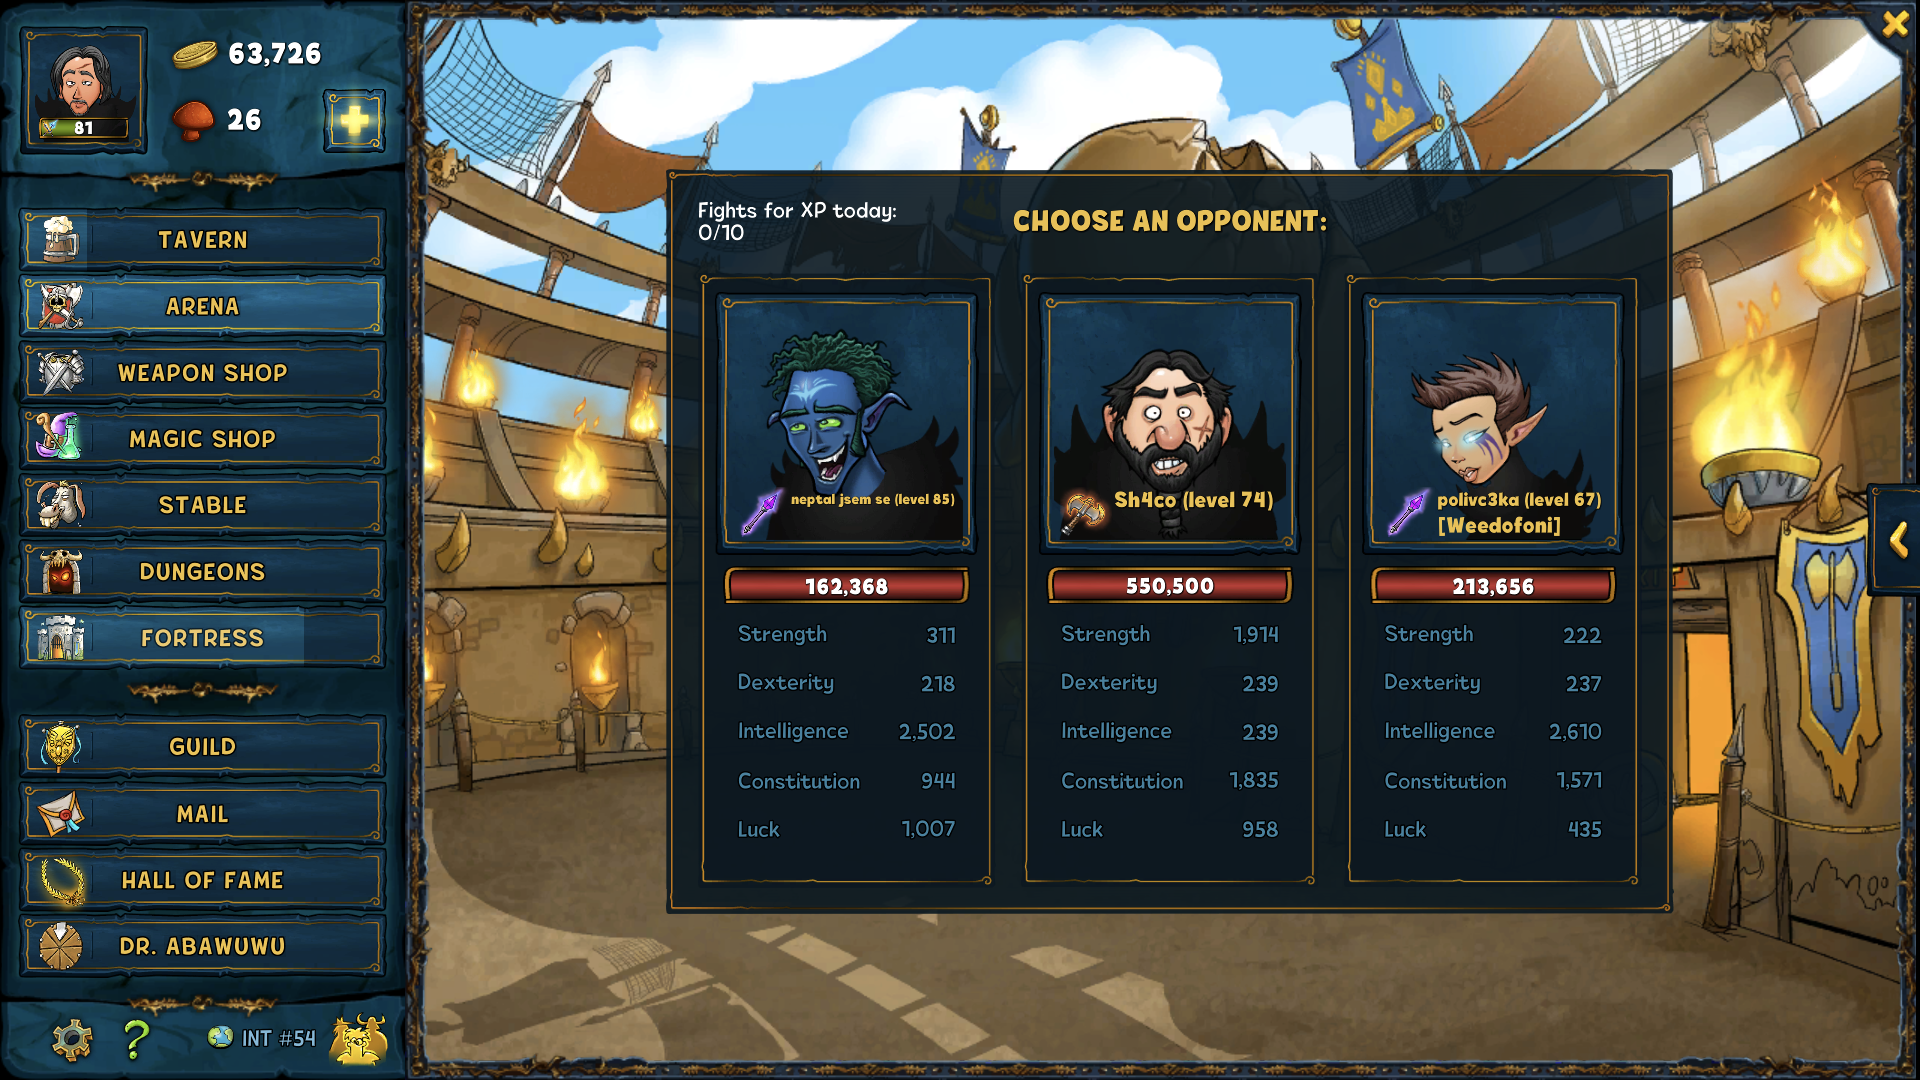 63,726
26
81
TAVERN
ARENA
WEAPON SHOP
MAGIC SHOP
STABLE
DUNGEONS
FORTRESS
GUILD
MAIL
HALL OF FAME
DR. ABAWUWU
INT #54
Fights for XP today:
0/10
CHOOSE AN OPPONENT:
neptal jsem se (level 85)
162,368
Strength 311
Dexterity 218
Intelligence 2,502
Constitution 944
Luck 1,007
Sh4co (level 74)
550,500
Strength 1,914
Dexterity 239
Intelligence 239
Constitution 1,835
Luck 958
polivc3ka (level 67)
[Weedofoni]
213,656
Strength 222
Dexterity 237
Intelligence 2,610
Constitution 1,571
Luck 435